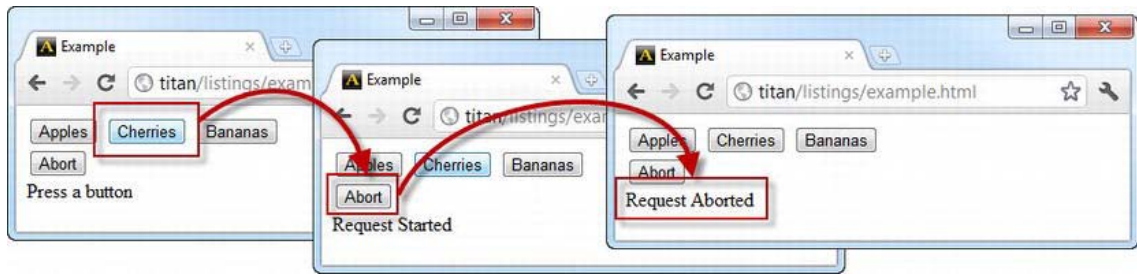 Example
titan/listings/exam
Apples Cherries Bananas
Abort
Press a button
Example
titan/listings/exar
Apples Cherries Bananas
Abort
Request Started
Example
titan/listings/example.html
Apples Cherries Bananas
Abort
Request Aborted